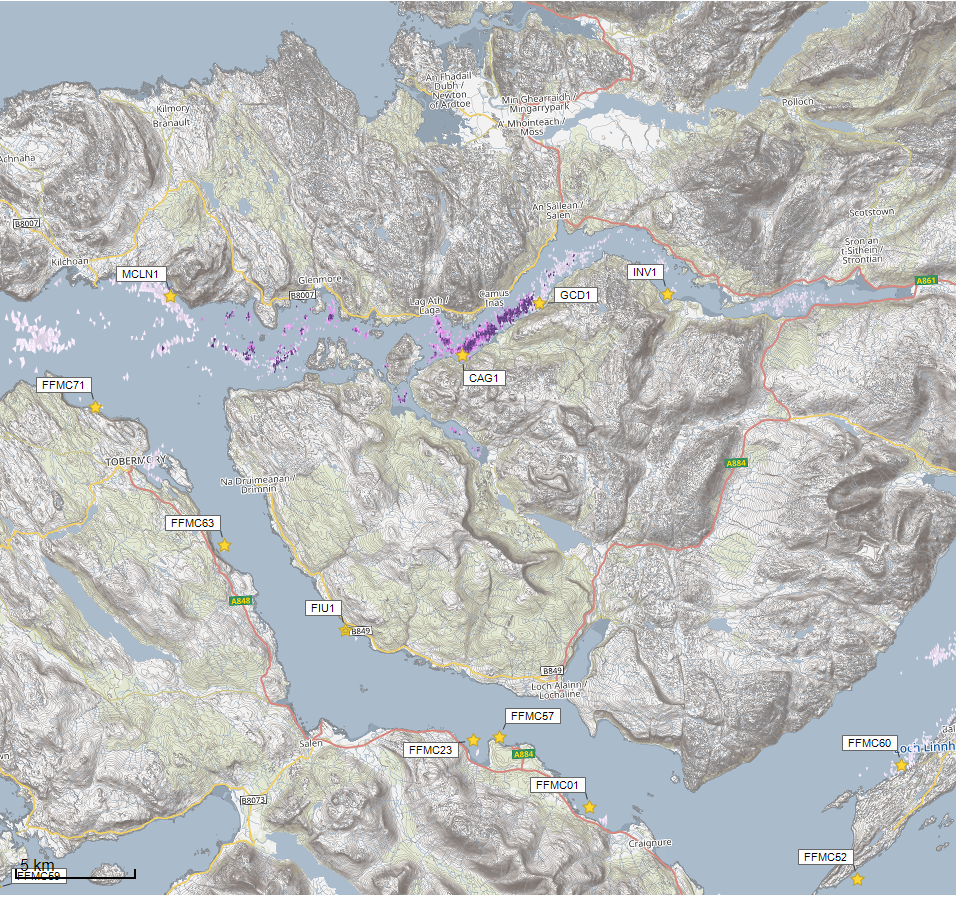 An Fhadail
Dubh /
Newton
of Ardtoe
Min Ghearraidh /
Mingarrypark
A' Mhointeach /
Moss
Polloch
Kilmory
Branault
Achnaha
B8007
Kilchoan
An Sailean /
Salen
Scotstown
Sron an
t-Sithein /
Strontian
MCLN1
INV1
Glenmore
B8007
Camus
Inas
GCD1
A861
Lag Ath /
Laga
CAG1
FFMC71
TOBERMORY
Na Druimeanan /
Drimnin
A884
FFMC63
A848
FIU1
B849
B849
Loch Alainn /
Lochaline
FFMC57
Salen
FFMC23
A884
FFMC60
Loch Linnh
FFMC01
B8073
Craignure
FFMC52
5 km
FFMC69